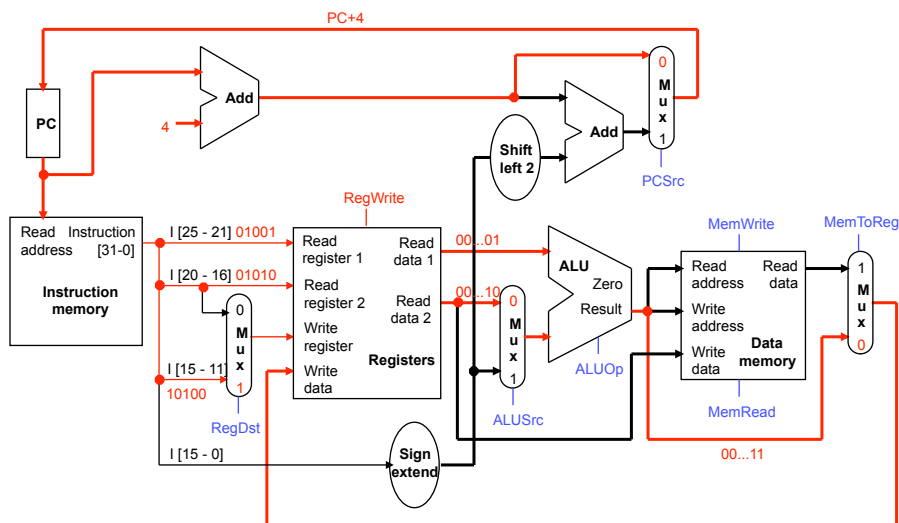 PC+4
PC
4
Add
Shift
left 2
Add
0
M
u
x
1
PCSrc
Read
address
Instruction
[31-0]
Instruction
memory
I [25 - 21] 01001
I [20 - 16] 01010
I [15 - 11]
10100
I [15 - 0]
0
M
u
x
1
RegDst
RegWrite
Read
register 1
Read
register 2
Write
register
Write
data
Read
data 1
Read
data 2
Registers
Sign
extend
00...01
00...10
0
M
u
x
1
ALUSrc
ALU
Zero
Result
ALUOp
MemWrite
Read
address
Write
address
Write
data
Read
data
Data
memory
MemRead
MemToReg
1
M
u
x
0
00...11